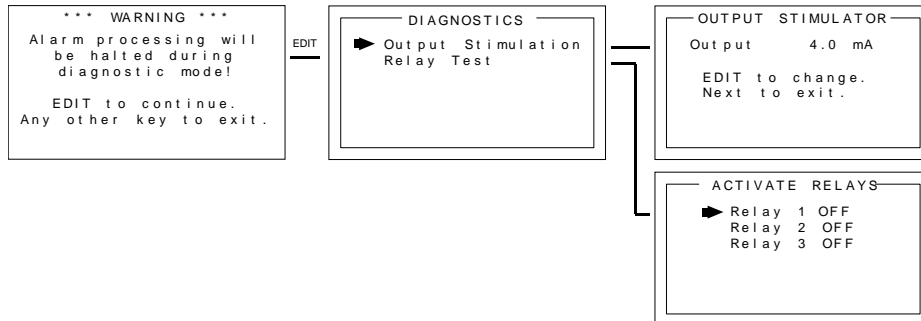 *** WARNING ***
Alarm processing will
be halted during
diagnostic mode!
EDIT to continue.
Any other key to exit.
EDIT
DIAGNOSTICS
Output Stimulation
Relay Test
OUTPUT STIMULATOR
Output 4.0 mA
EDIT to change.
Next to exit.
ACTIVATE RELAYS
Relay 1 OFF
Relay 2 OFF
Relay 3 OFF